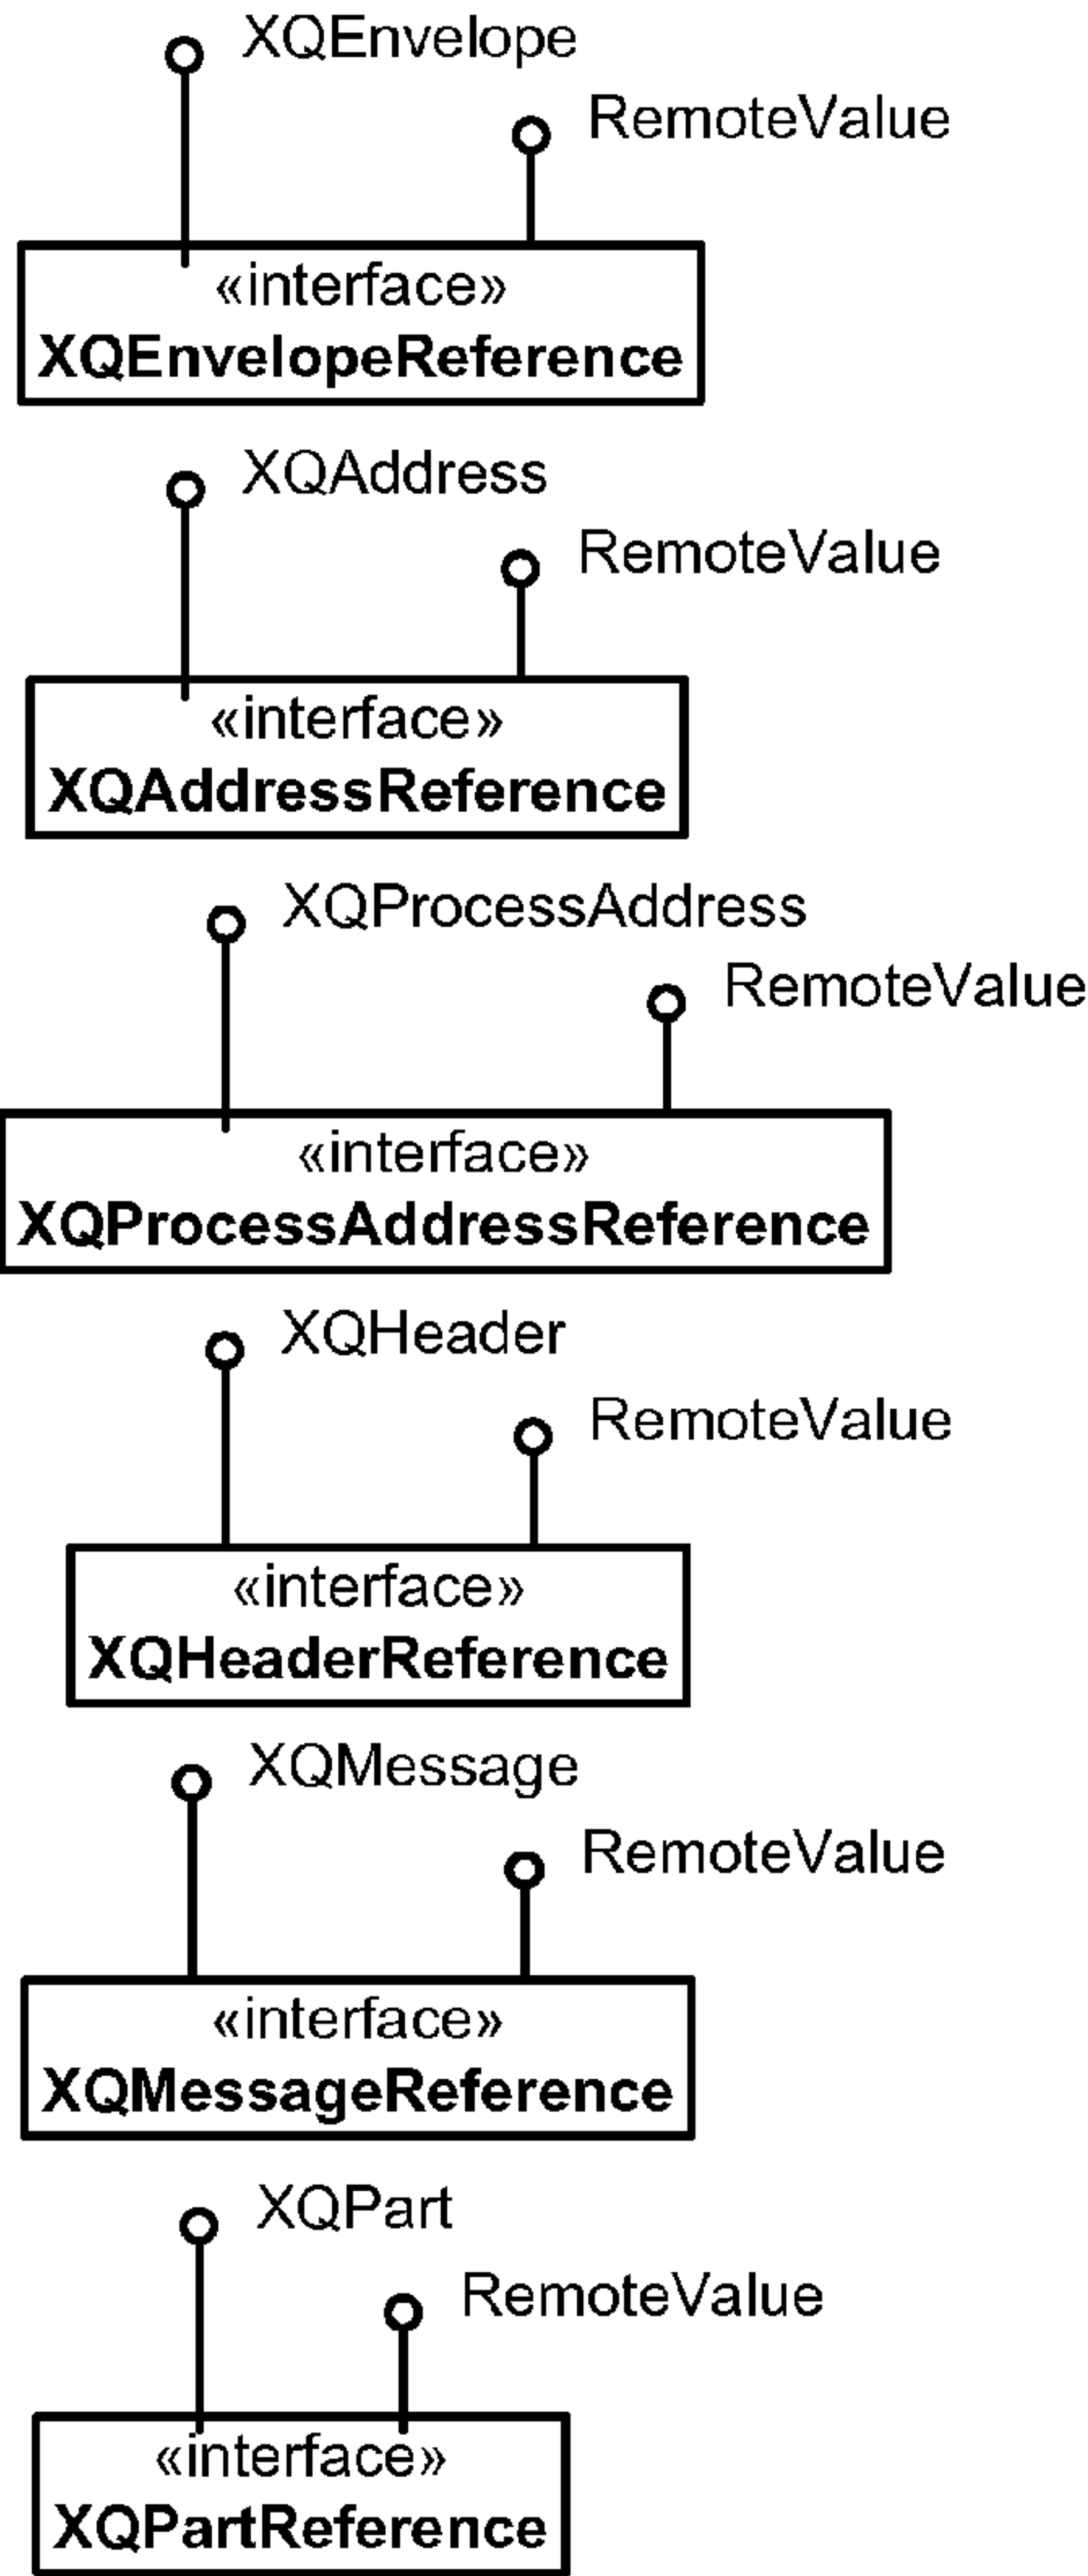 XQEnvelope
RemoteValue
«interface»
XQEnvelopeReference
XQAddress
RemoteValue
«interface»
XQAddressReference
XQProcessAddress
RemoteValue
«interface»
XQProcessAddressReference
XQHeader
RemoteValue
«interface»
XQHeaderReference
XQMessage
RemoteValue
«interface»
XQMessageReference
XQPart
RemoteValue
«interface»
XQPartReference